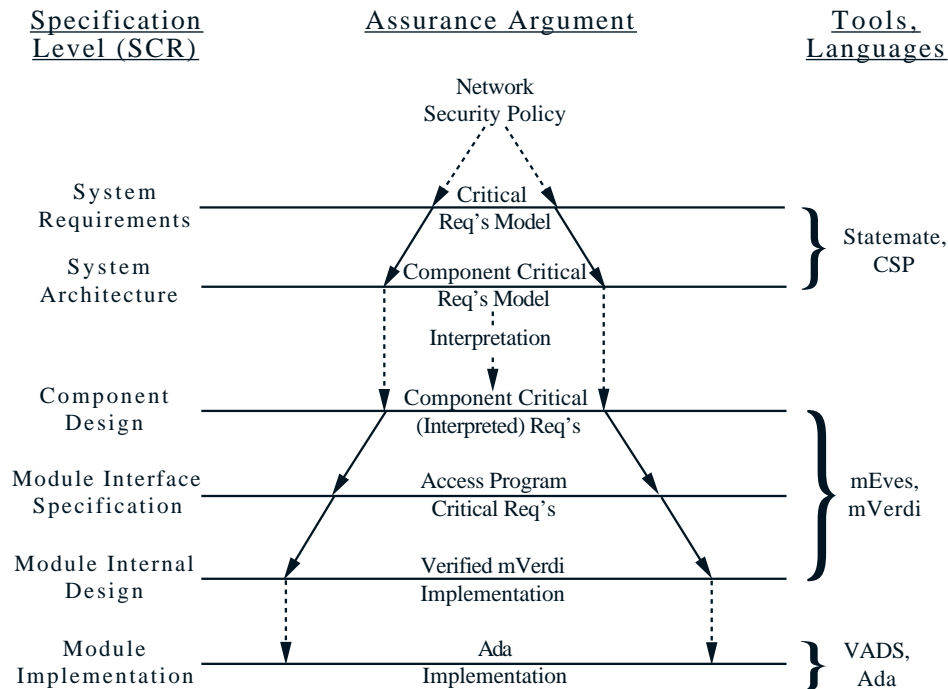 Specification
Level (SCR)
Assurance Argument
Tools,
Languages
Network
Security Policy
System
Requirements
Critical
Req's Model
Statemate,
CSP
System
Architecture
Component Critical
Req's Model
Interpretation
Component
Design
Component Critical
(Interpreted) Req's
Module Interface
Specification
Access Program
Critical Req's
mEves,
mVerdi
Module Internal
Design
Verified mVerdi
Implementation
Module
Implementation
Ada
Implementation
VADS,
Ada